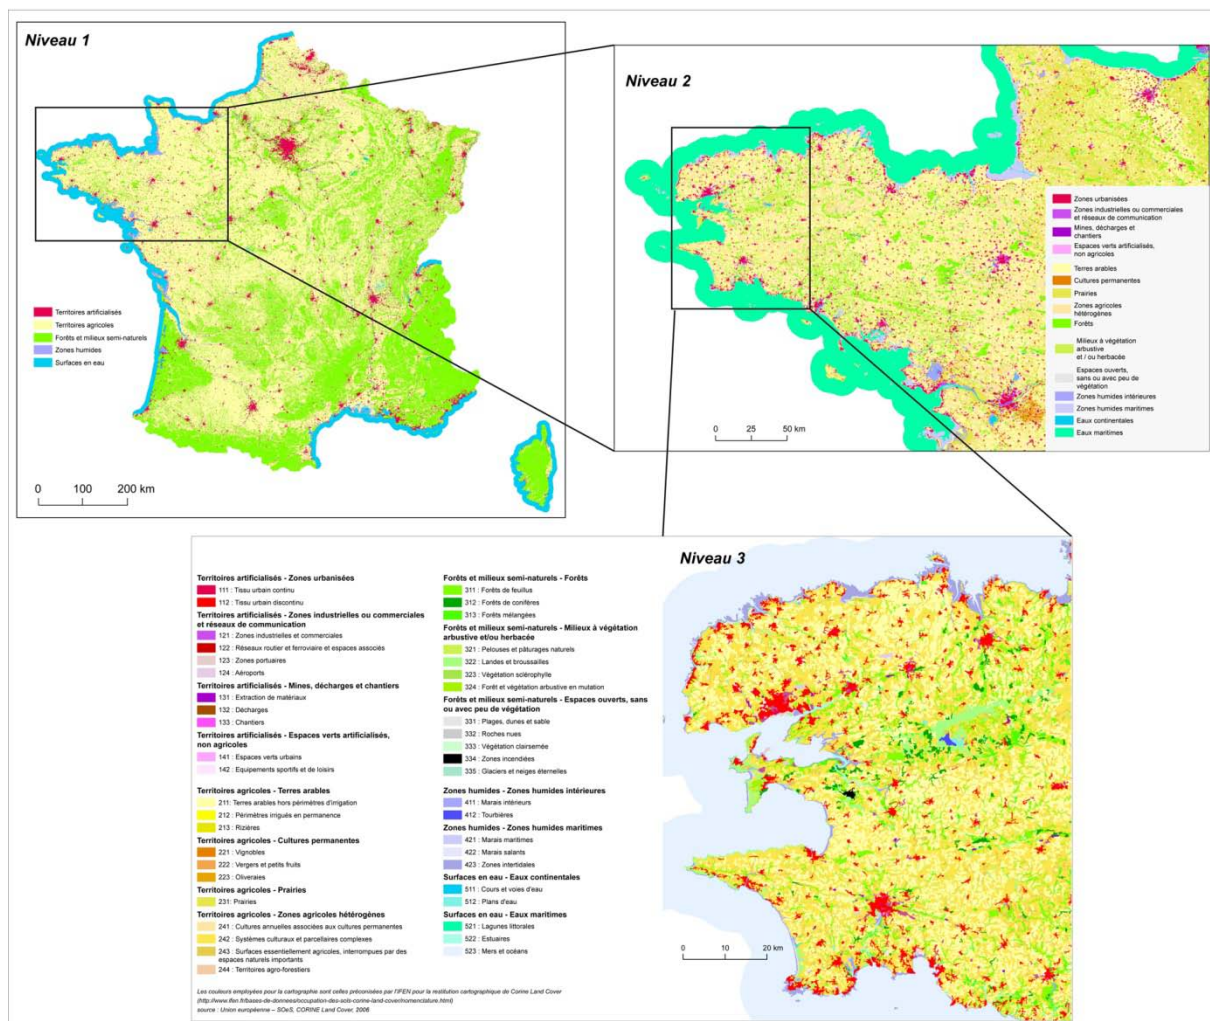 Niveau 1
Territoires artificialisés
Territoires agricoles
Forêts et milieux semi-naturels
Zones humides
Surfaces en eau
0 100 200 km
Niveau 2
Zones urbanisées
Zones industrielles ou commerciales
et réseaux de communication
Mines, décharges et
chantiers
Espaces verts artificialisés,
non agricoles
Terres arables
Cultures permanentes
Prairies
Zones agricoles
hétérogènes
Forêts
Milieux à végétation
arbustive
et / ou herbacée
Espaces ouverts,
sans ou avec peu de
végétation
Zones humides intérieures
Zones humides maritimes
Eaux continentales
Eaux maritimes
0 25 50 km
Niveau 3
Territoires artificialisés - Zones urbanisées
111 : Tissu urbain continu
112 : Tissu urbain discontinu
Territoires artificialisés - Zones industrielles ou commerciales
et réseaux de communication
121 : Zones industrielles et commerciales
122 : Réseaux routier et ferroviaire et espaces associés
123 : Zones portuaires
124 : Aéroports
Territoires artificialisés - Mines, décharges et chantiers
131 : Extraction de matériaux
132 : Décharges
133 : Chantiers
Territoires artificialisés - Espaces verts artificialisés,
non agricoles
141 : Espaces verts urbains
142 : Equipements sportifs et de loisirs
Territoires agricoles - Terres arables
211: Terres arables hors périmètres d'irrigation
212 : Périmètres irrigués en permanence
213 : Rizières
Territoires agricoles - Cultures permanentes
221 : Vignobles
222 : Vergers et petits fruits
223 : Oliveraies
Territoires agricoles - Prairies
231: Prairies
Territoires agricoles - Zones agricoles hétérogènes
241 : Cultures annuelles associées aux cultures permanentes
242 : Systèmes culturaux et parcellaires complexes
243 : Surfaces essentiellement agricoles, interrompues par des
espaces naturels importants
244 : Territoires agro-forestiers
Forêts et milieux semi-naturels - Forêts
311 : Forêts de feuillus
312 : Forêts de conifères
313 : Forêts mélangées
Forêts et milieux semi-naturels - Milieux à végétation
arbustive et/ou herbacée
321 : Pelouses et pâturages naturels
322 : Landes et broussailles
323 : Végétation sclérophylle
324 : Forêt et végétation arbustive en mutation
Forêts et milieux semi-naturels - Espaces ouverts, sans
ou avec peu de végétation
331 : Plages, dunes et sable
332 : Roches nues
333 : Végétation clairsemée
334 : Zones incendiées
335 : Glaciers et neiges éternelles
Zones humides - Zones humides intérieures
411 : Marais intérieurs
412 : Tourbières
Zones humides - Zones humides maritimes
421 : Marais maritimes
422 : Marais salants
423 : Zones intertidales
Surfaces en eau - Eaux continentales
511 : Cours et voies d'eau
512 : Plans d'eau
Surfaces en eau - Eaux maritimes
521 : Lagunes littorales
522 : Estuaires
523 : Mers et océans
0 10 20 km
Les couleurs employées pour la cartographie sont celles préconisées par l'IFEN pour la restitution cartographique de Corine Land Cover
(http://www.ifen.fr/bases-de-donnees/occupation-des-sols-corine-land-cover/nomenclature.html)
source : Union européenne – SOeS, CORINE Land Cover, 2006